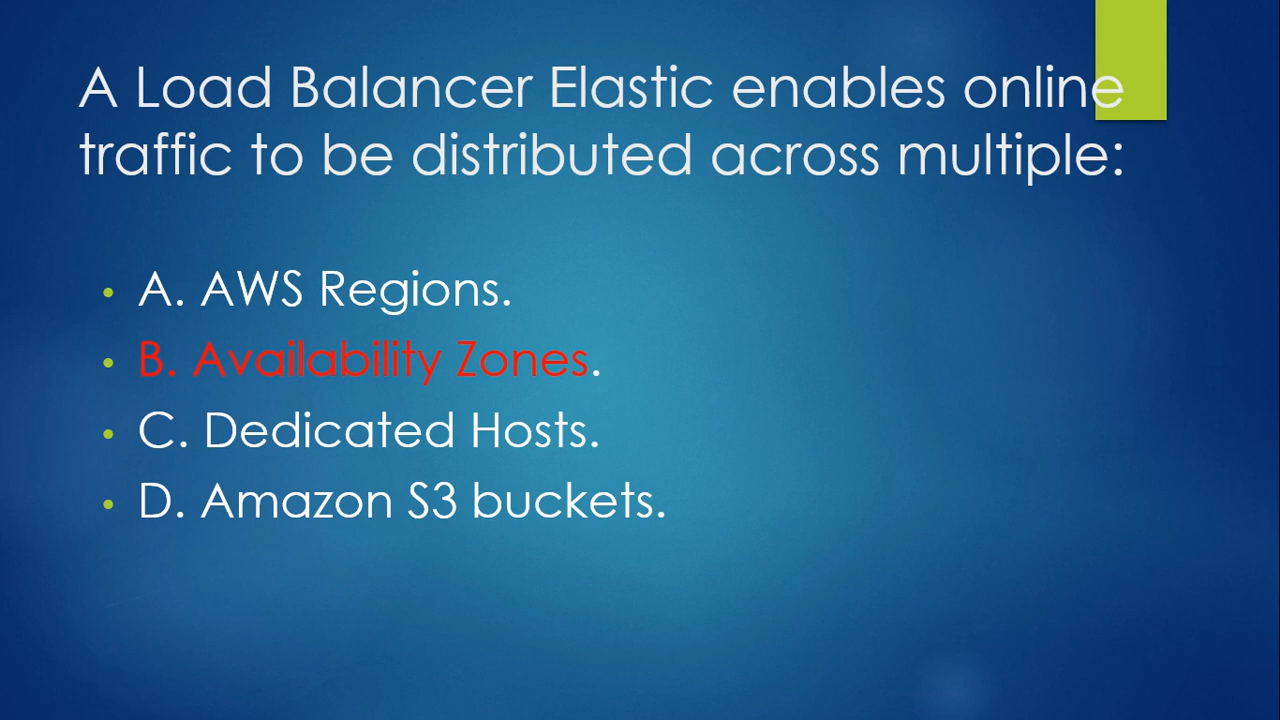 A Load Balancer Elastic enables online
traffic to be distributed across multiple:
• A. AWS Regions.
• B. Availability Zones.
• C. Dedicated Hosts.
• D. Amazon S3 buckets.